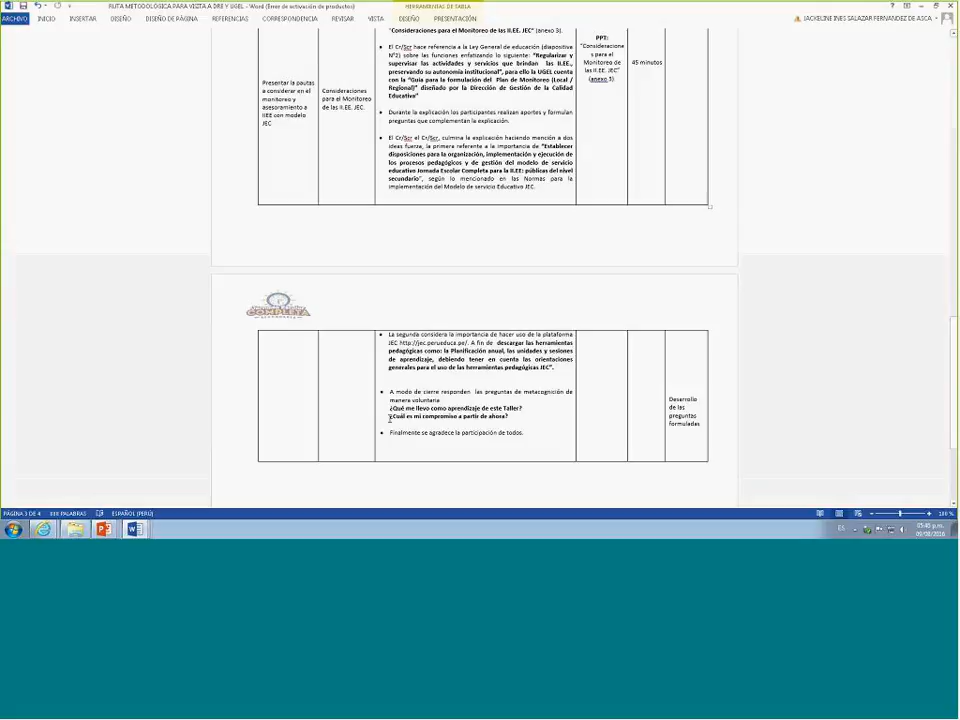 RUTA METODOLOGICA PARA VISITA A DRE Y UGEL - Word (Error de activación de productos)
HERRAMIENTAS DE TABLA
ARCHIVO INICIO INSERTAR DISEÑO DISEÑO DE PÁGINA REFERENCIAS CORRESPONDENCIA REVISAR VISTA DISEÑO PRESENTACIÓN
JACKELINE INES SALAZAR FERNANDEZ DE ASCA
"Consideraciones para el Monitoreo de las II.EE. JEC" (anexo 3).
El Cr/Scr hace referencia a la Ley General de educación (diapositiva
N°2) sobre las funciones enfatizando lo siguiente: "Regularizar y
supervisar las actividades y servicios que brindan las II.EE.,
preservando su autonomía institucional", para ello la UGEL cuenta
con la "Guía para la formulación del Plan de Monitoreo (Local /
Regional)" diseñado por la Dirección de Gestión de la Calidad
Educativa"
Durante la explicación los participantes realizan aportes y formulan
preguntas que complementan la explicación.
El Cr/Scr el Cr/Scr, culmina la explicación haciendo mención a dos
ideas fuerza, la primera referente a la importancia de "Establecer
disposiciones para la organización, implementación y ejecución de
los procesos pedagógicos y de gestión del modelo de servicio
educativo Jornada Escolar Completa para la II.EE: públicas del nivel
secundario", según lo mencionado en las Normas para la
implementación del Modelo de servicio Educativo JEC.
Presentar la pautas
a considerar en el
monitoreo y
asesoramiento a
IIEE con modelo
JEC
Consideraciones
para el Monitoreo
de las II.EE. JEC.
PPT:
"Consideracione
s para el
Monitoreo de
las II.EE. JEC"
(anexo 3)
45 minutos
COMPLETA
La segunda considera la importancia de hacer uso de la plataforma
JEC http://jec.perueduca.pe/. A fin de descargar las herramientas
pedagógicas como: la Planificación anual, las unidades y sesiones
de aprendizaje, debiendo tener en cuenta las orientaciones
generales para el uso de las herramientas pedagógicas JEC".
A modo de cierre responden las preguntas de metacognición de
manera voluntaria
¿Qué me llevo como aprendizaje de este Taller?
¿Cuál es mi compromiso a partir de ahora?
Finalmente se agradece la participación de todos.
Desarrollo
de las
preguntas
formuladas
PÁGINA 3 DE 4 PALABRAS ESPAÑOL (PERÚ)
100 %
ES
05:40 p.m.
09/08/2016